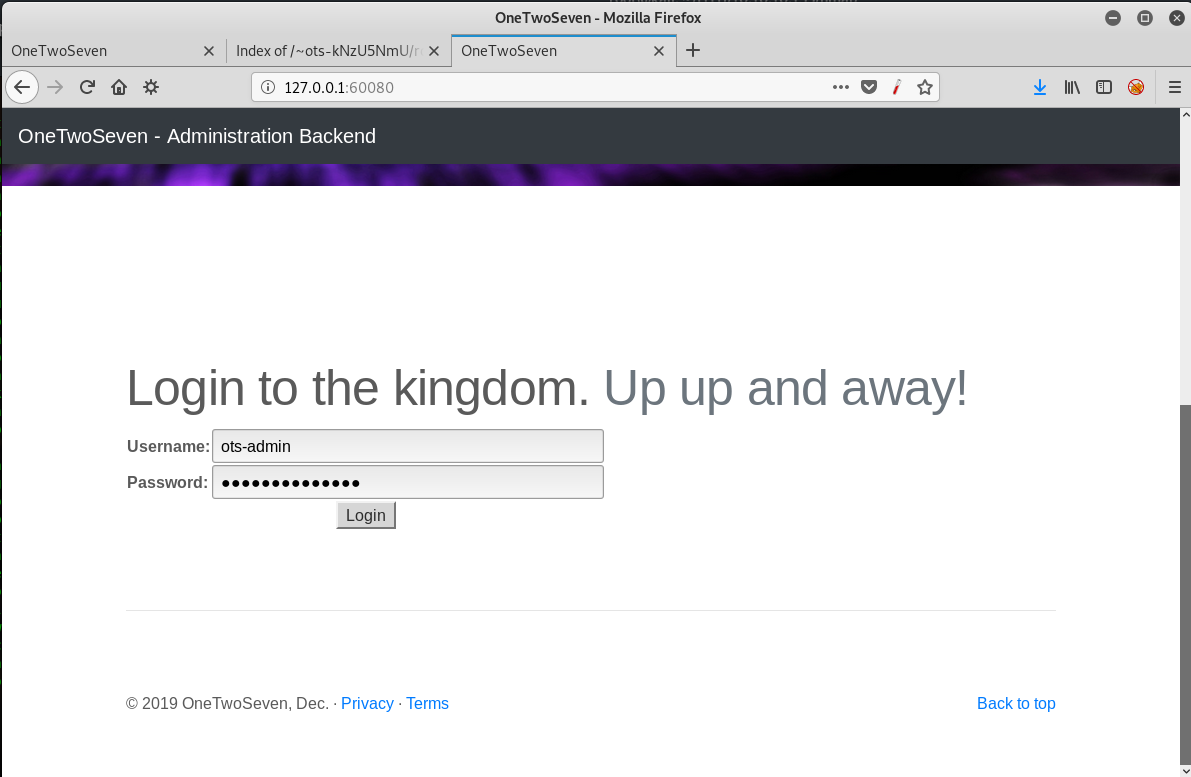 OneTwoSeven - Mozilla Firefox
OneTwoSeven
Index of /~ots-kNzU5NmU/
OneTwoSeven
127.0.0.1:60080
OneTwoSeven - Administration Backend
Login to the kingdom. Up up and away!
Username: ots-admin
Password: ●●●●●●●●●●●●●●
Login
© 2019 OneTwoSeven, Dec. · Privacy · Terms
Back to top